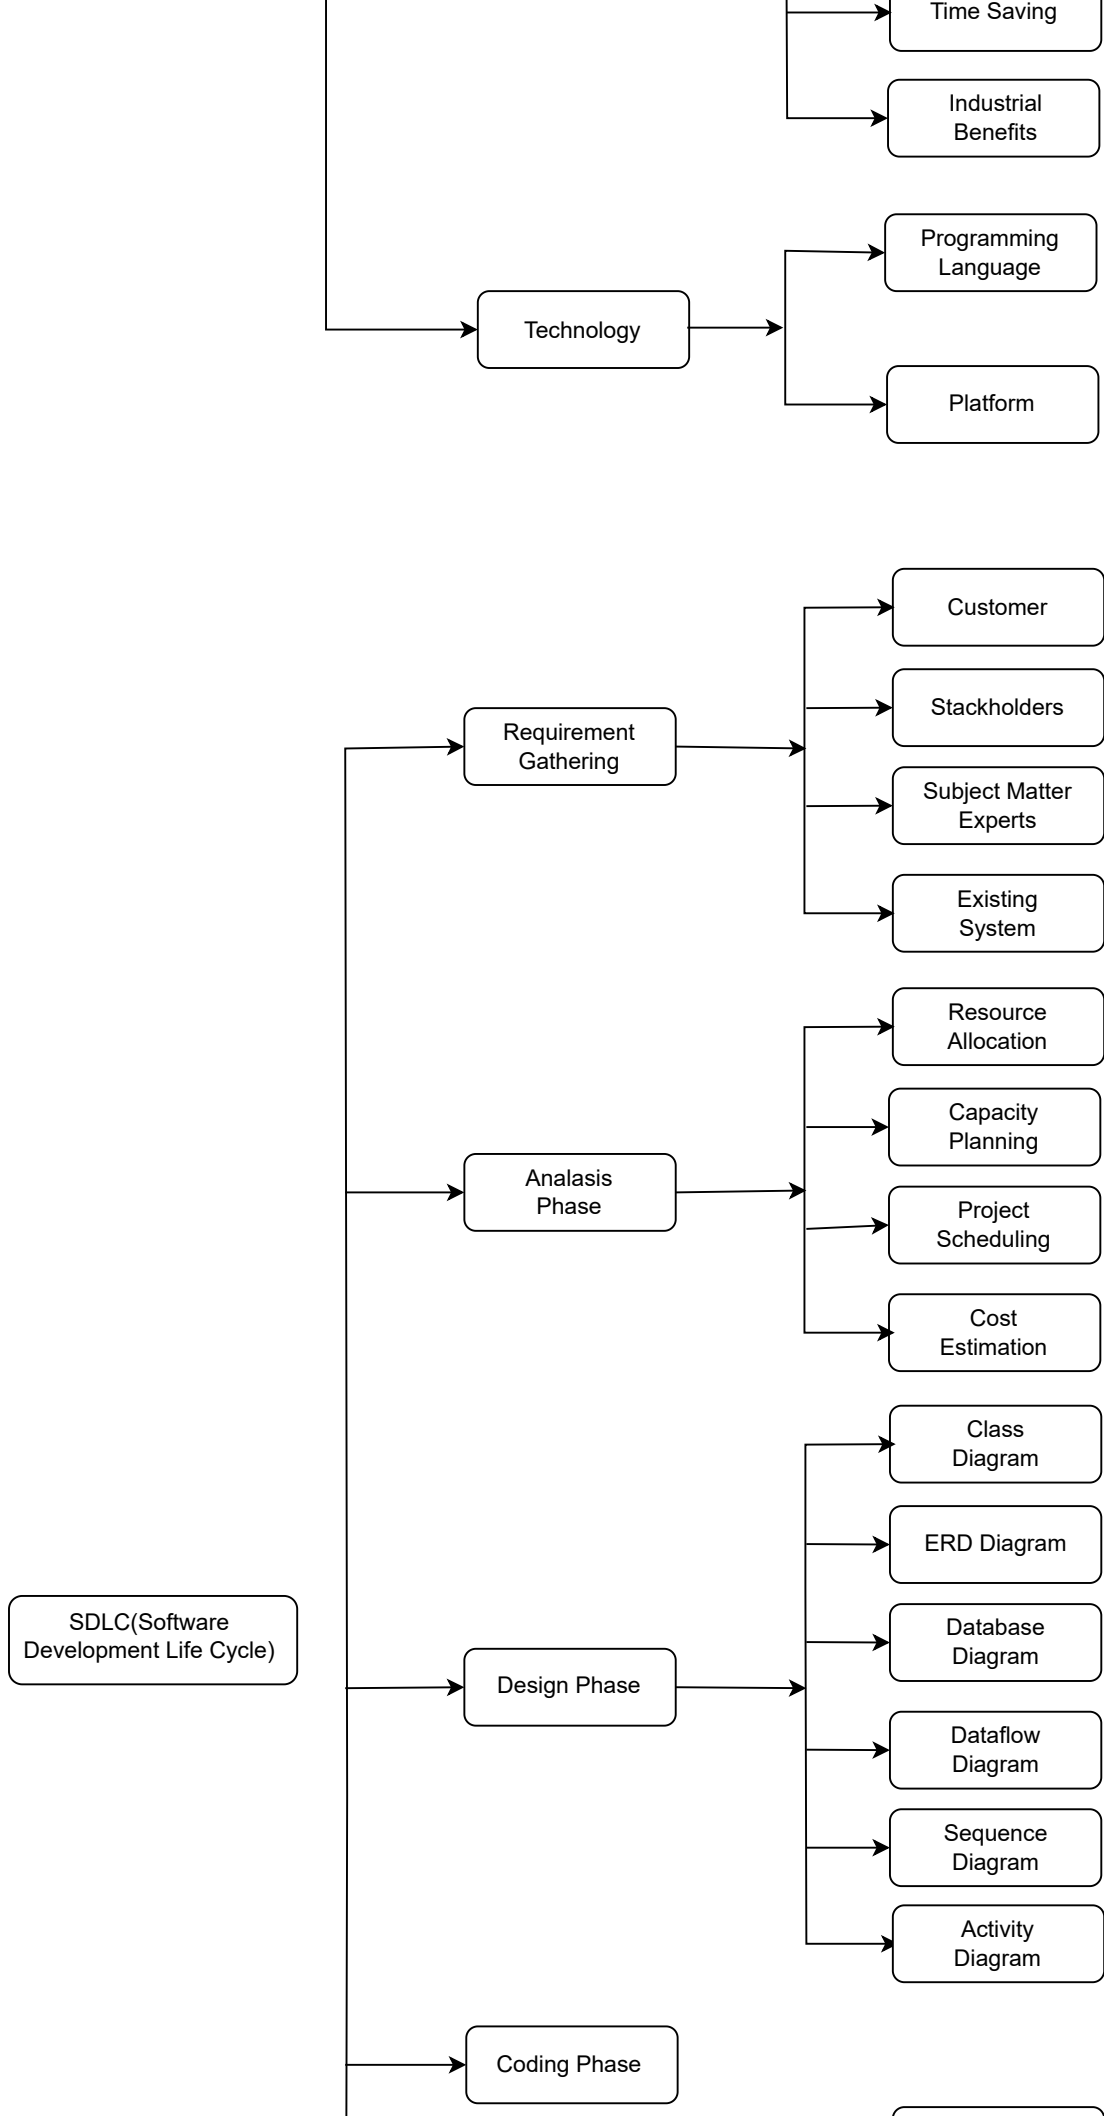 Time Saving
Industrial
Benefits
Programming
Language
Technology
Platform
Customer
Stackholders
Requirement
Gathering
Subject Matter
Experts
Existing
System
Resource
Allocation
Capacity
Planning
Analasis
Phase
Project
Scheduling
Cost
Estimation
Class
Diagram
ERD Diagram
SDLC(Software
Development Life Cycle)
Database
Diagram
Design Phase
Dataflow
Diagram
Sequence
Diagram
Activity
Diagram
Coding Phase